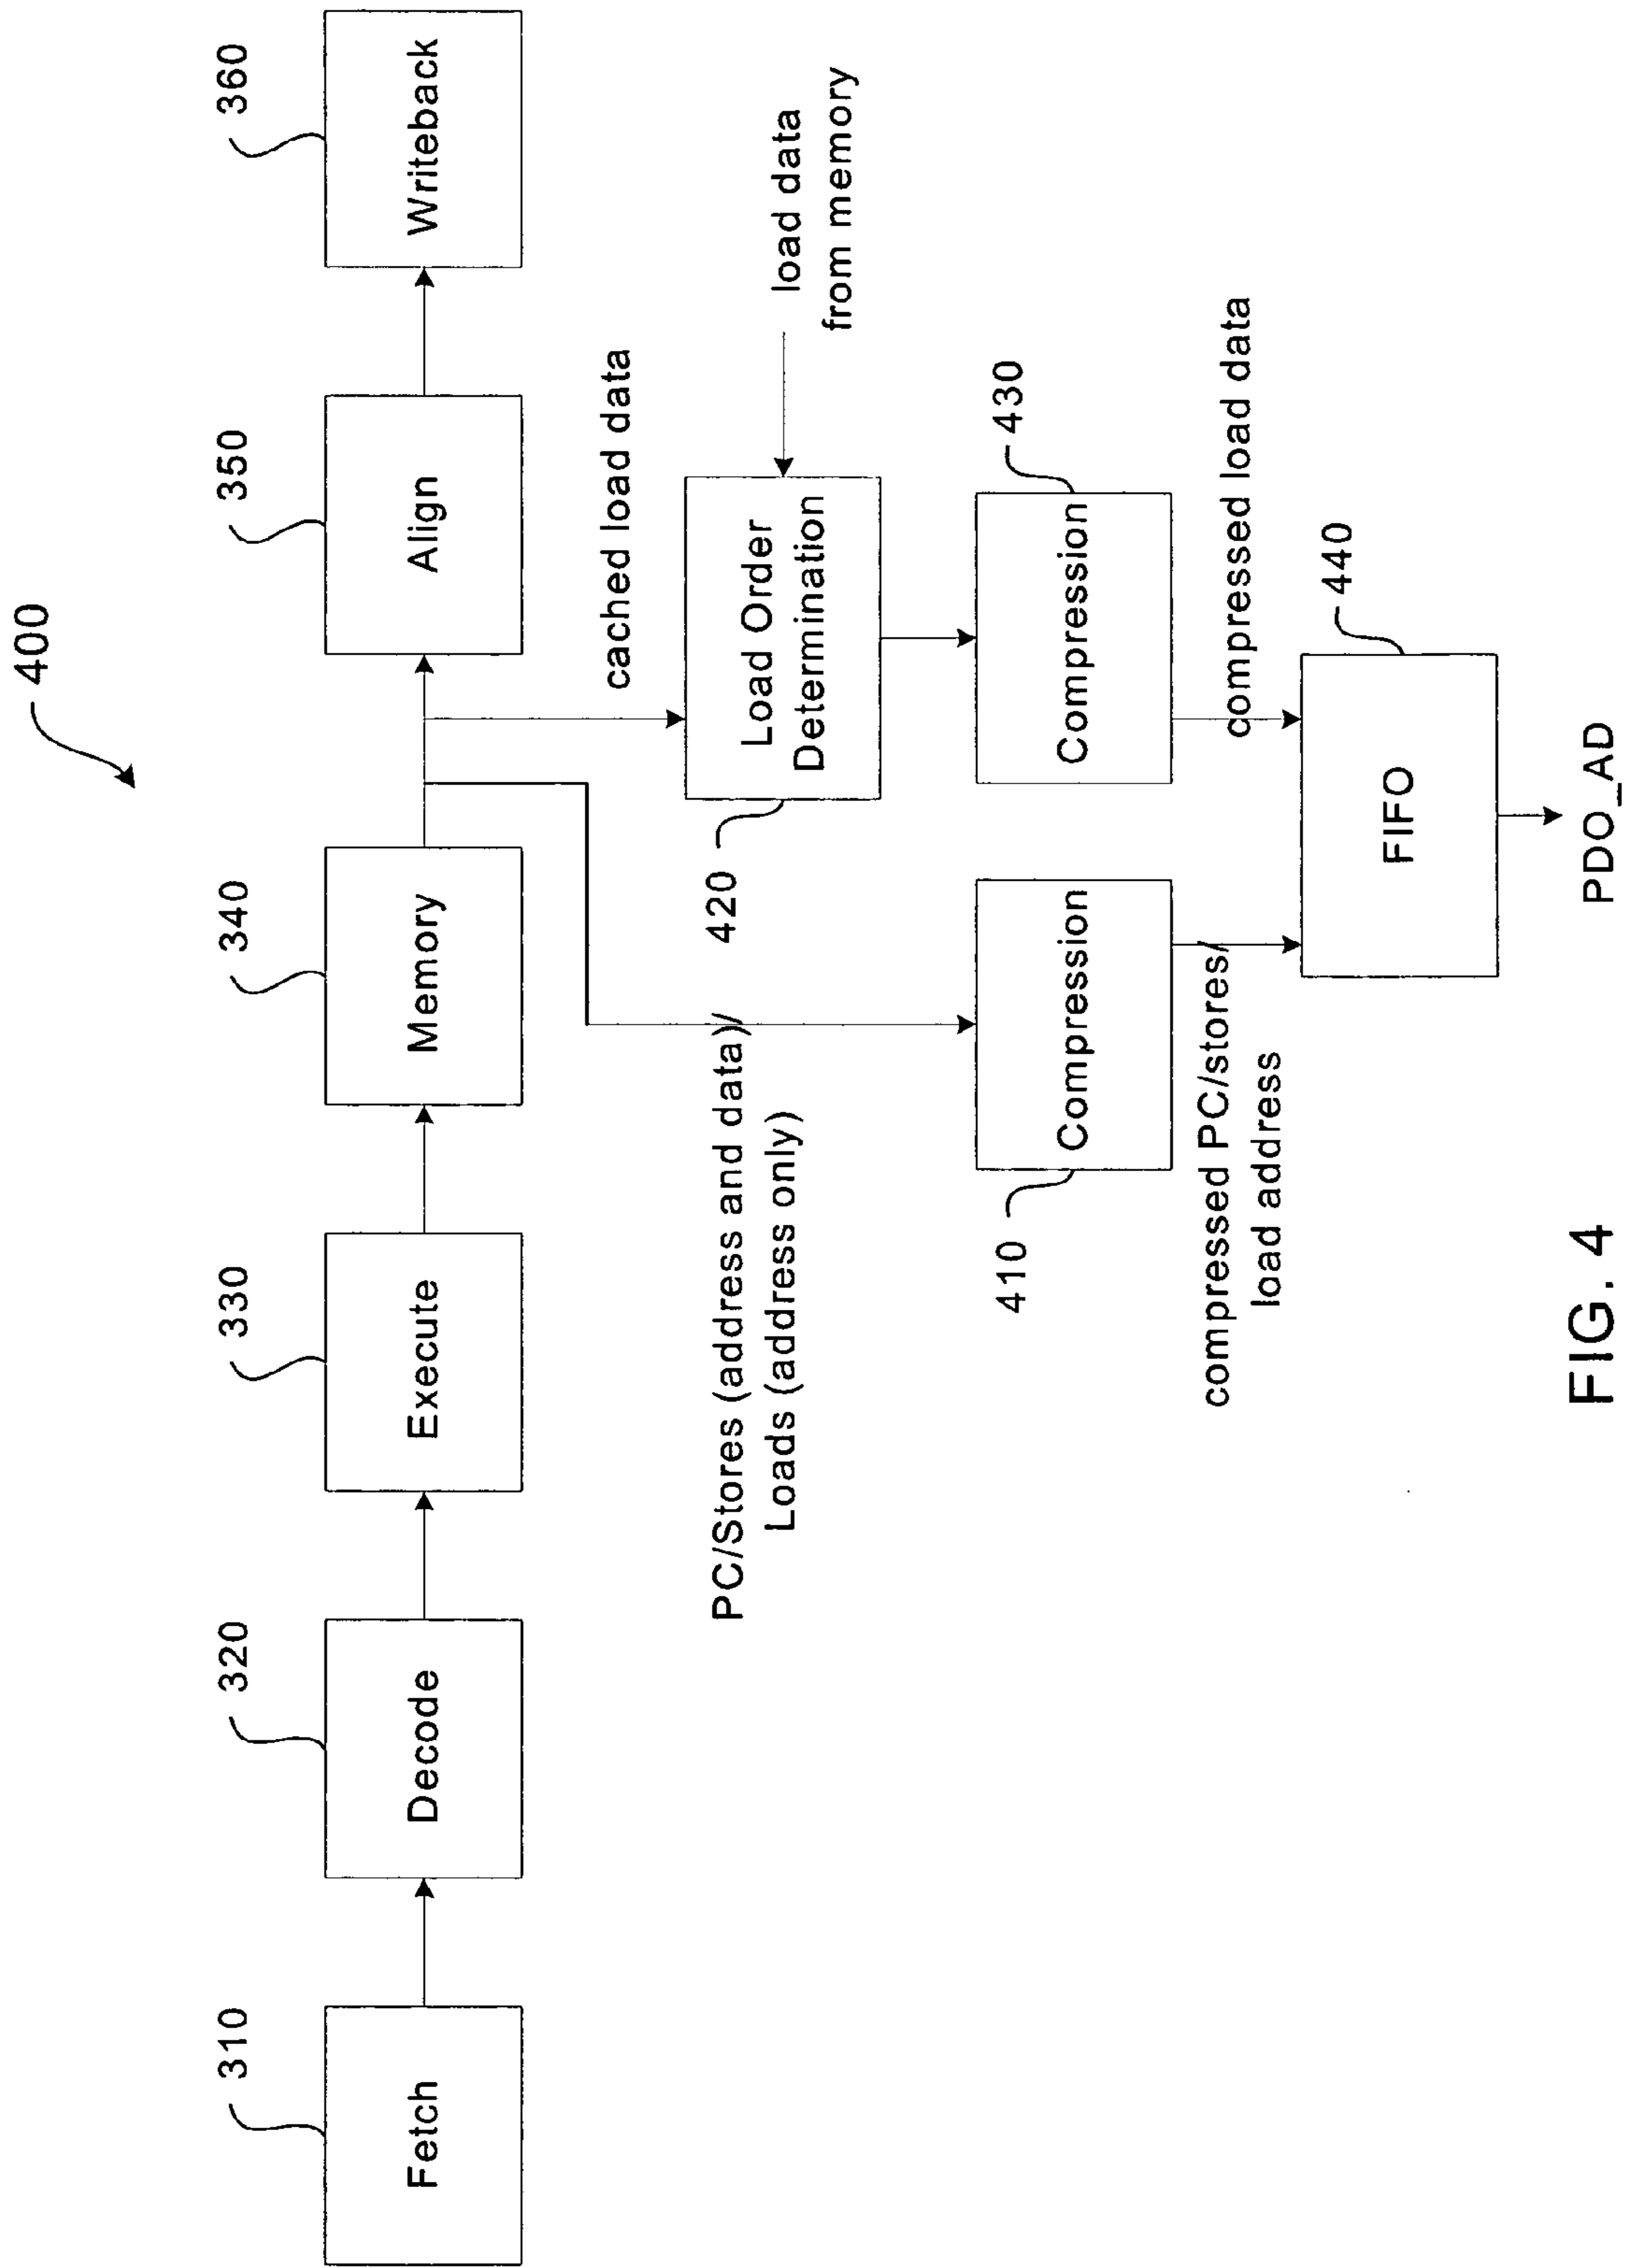 400
310
320
330
340
350
360
Fetch
Decode
Execute
Memory
Align
Writeback
PC/Stores (address and data)/
Loads (address only)
cached load data
420
Load Order
Determination
load data
from memory
410
Compression
430
Compression
compressed PC/stores/
load address
compressed load data
440
FIFO
PDO_AD
FIG. 4